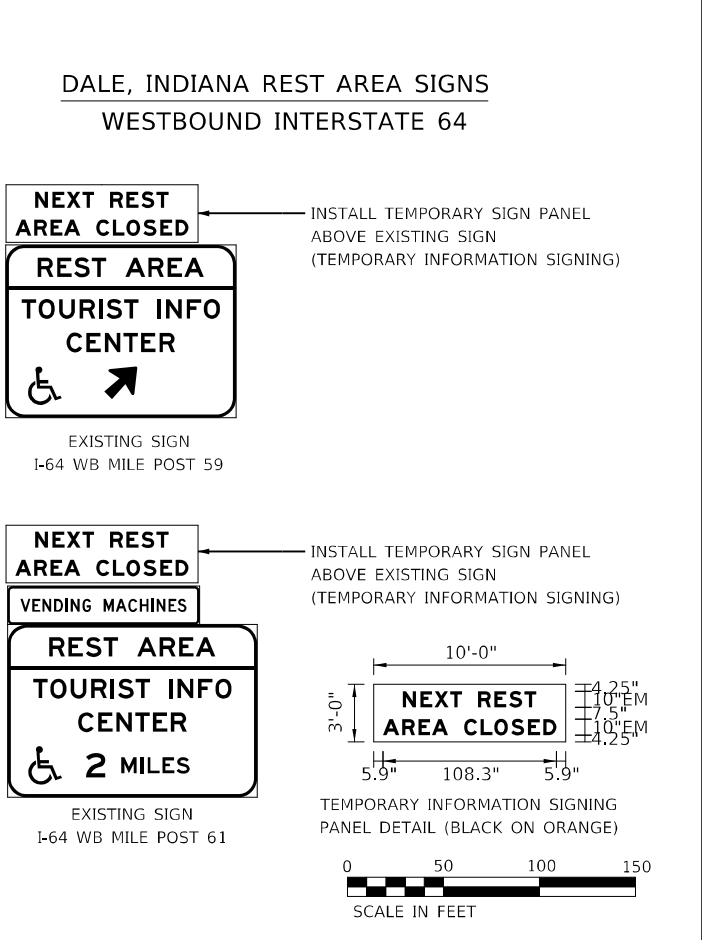 DALE, INDIANA REST AREA SIGNS
WESTBOUND INTERSTATE 64
NEXT REST
AREA CLOSED
INSTALL TEMPORARY SIGN PANEL
ABOVE EXISTING SIGN
(TEMPORARY INFORMATION SIGNING)
REST AREA
TOURIST INFO
CENTER
EXISTING SIGN
I-64 WB MILE POST 59
NEXT REST
AREA CLOSED
INSTALL TEMPORARY SIGN PANEL
ABOVE EXISTING SIGN
(TEMPORARY INFORMATION SIGNING)
VENDING MACHINES
REST AREA
TOURIST INFO
CENTER
2 MILES
EXISTING SIGN
I-64 WB MILE POST 61
10'-0"
3'-0"
NEXT REST
AREA CLOSED
4.25"
10"EM
7.5"
10"EM
4.25"
5.9" 108.3" 5.9"
TEMPORARY INFORMATION SIGNING
PANEL DETAIL (BLACK ON ORANGE)
0 50 100 150
SCALE IN FEET